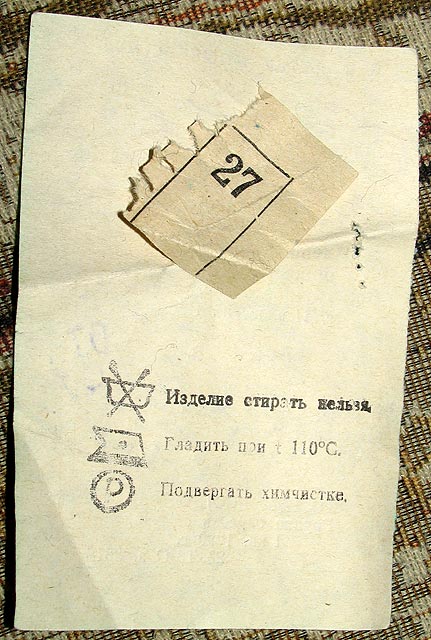 27
Изделие стирать нельзя.
Гладить при t 110°C.
Подвергать химчистке.